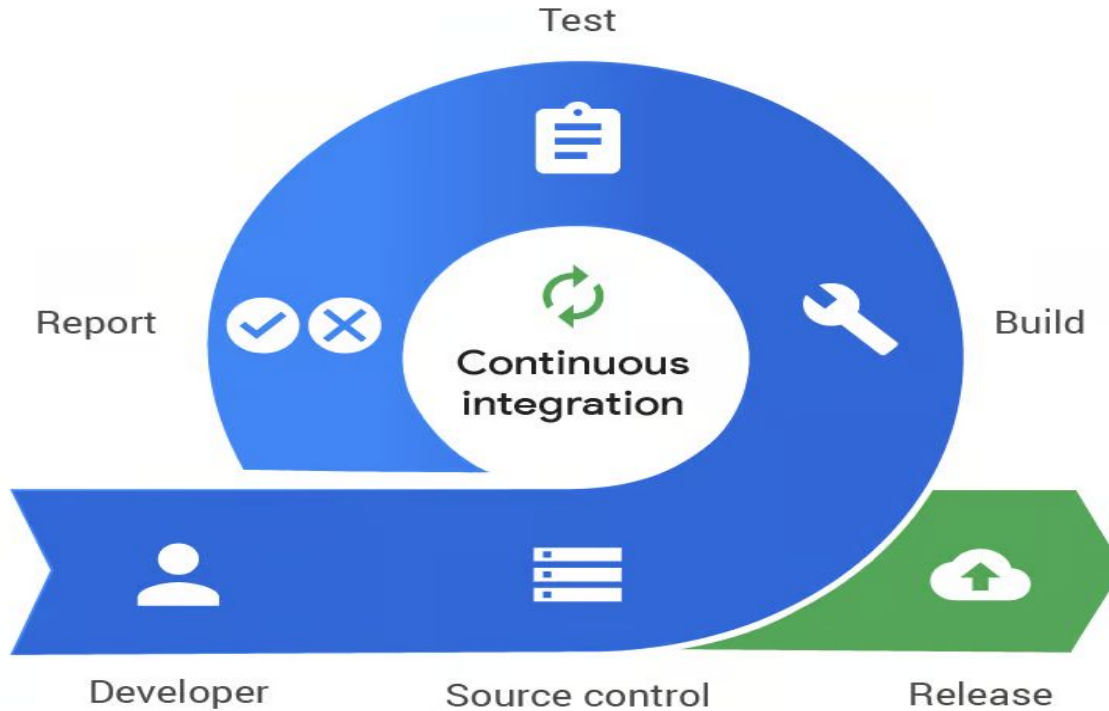 Test
Report
Continuous
integration
Build
Developer
Source control
Release